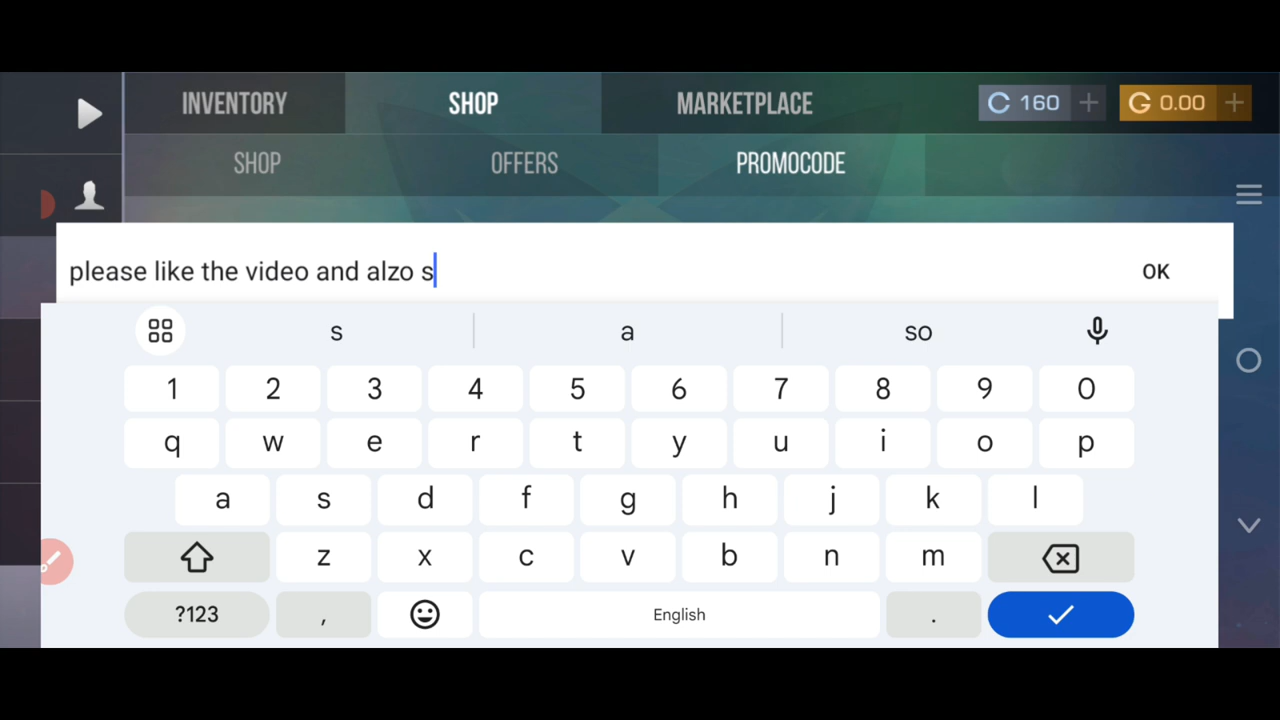 INVENTORY SHOP MARKETPLACE C 160 + G 0.00 +
SHOP OFFERS PROMOCODE
please like the video and alzo s OK
s a so
1 2 3 4 5 6 7 8 9 0
q w e r t y u i o p
a s d f g h j k l
z x c v b n m
?123 , English .